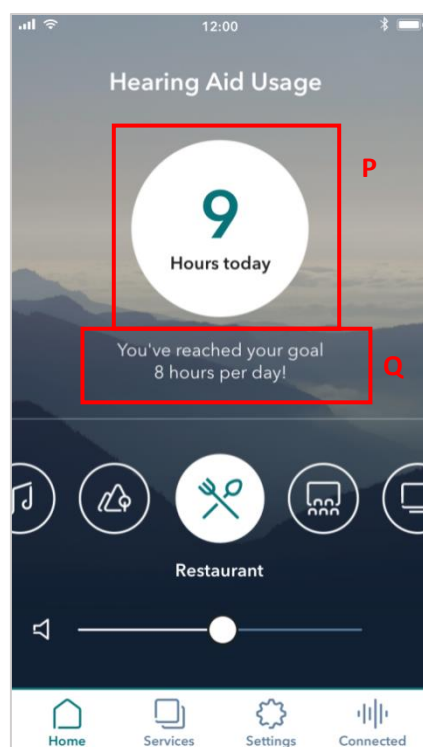 12:00
Hearing Aid Usage
P
9
Hours today
You've reached your goal
8 hours per day!
Q
Restaurant
Home Services Settings Connected